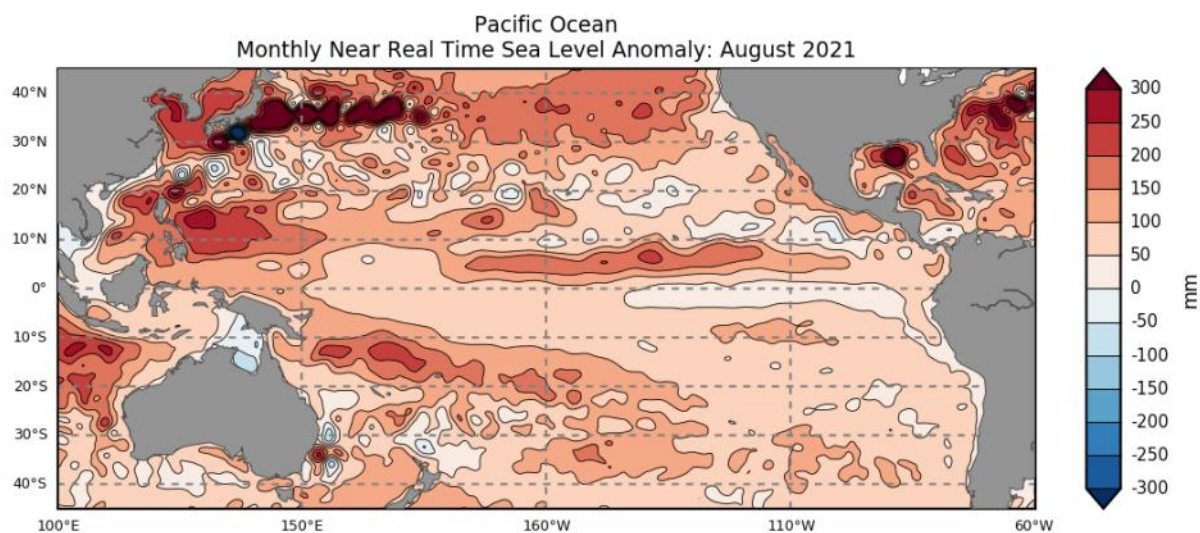 Pacific Ocean
Monthly Near Real Time Sea Level Anomaly: August 2021
40°N
30°N
20°N
10°N
0°
10°S
20°S
30°S
40°S
100°E
150°E
160°W
110°W
60°W
300
250
200
150
100
50
0
-50
-100
-150
-200
-250
-300
mm